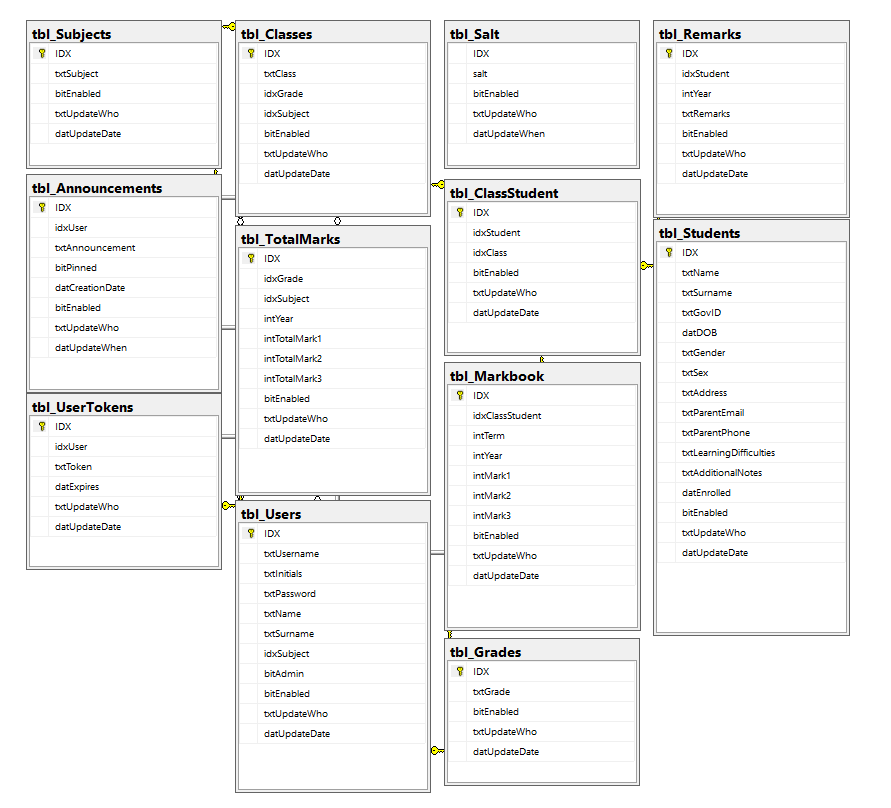 tbl_Subjects
IDX
txtSubject
bitEnabled
txtUpdateWho
datUpdateDate
tbl_Announcements
IDX
idxUser
txtAnnouncement
bitPinned
datCreationDate
bitEnabled
txtUpdateWho
datUpdateWhen
tbl_UserTokens
IDX
idxUser
txtToken
datExpires
txtUpdateWho
datUpdateDate
tbl_Classes
IDX
txtClass
idxGrade
idxSubject
bitEnabled
txtUpdateWho
datUpdateDate
tbl_TotalMarks
IDX
idxGrade
idxSubject
intYear
intTotalMark1
intTotalMark2
intTotalMark3
bitEnabled
txtUpdateWho
datUpdateDate
tbl_Users
IDX
txtUsername
txtInitials
txtPassword
txtName
txtSurname
idxSubject
bitAdmin
bitEnabled
txtUpdateWho
datUpdateDate
tbl_Salt
IDX
salt
bitEnabled
txtUpdateWho
datUpdateWhen
tbl_ClassStudent
IDX
idxStudent
idxClass
bitEnabled
txtUpdateWho
datUpdateDate
tbl_Markbook
IDX
idxClassStudent
intTerm
intYear
intMark1
intMark2
intMark3
bitEnabled
txtUpdateWho
datUpdateDate
tbl_Grades
IDX
txtGrade
bitEnabled
txtUpdateWho
datUpdateDate
tbl_Remarks
IDX
idxStudent
intYear
txtRemarks
bitEnabled
txtUpdateWho
datUpdateDate
tbl_Students
IDX
txtName
txtSurname
txtGovID
datDOB
txtGender
txtSex
txtAddress
txtParentEmail
txtParentPhone
txtLearningDifficulties
txtAdditionalNotes
datEnrolled
bitEnabled
txtUpdateWho
datUpdateDate